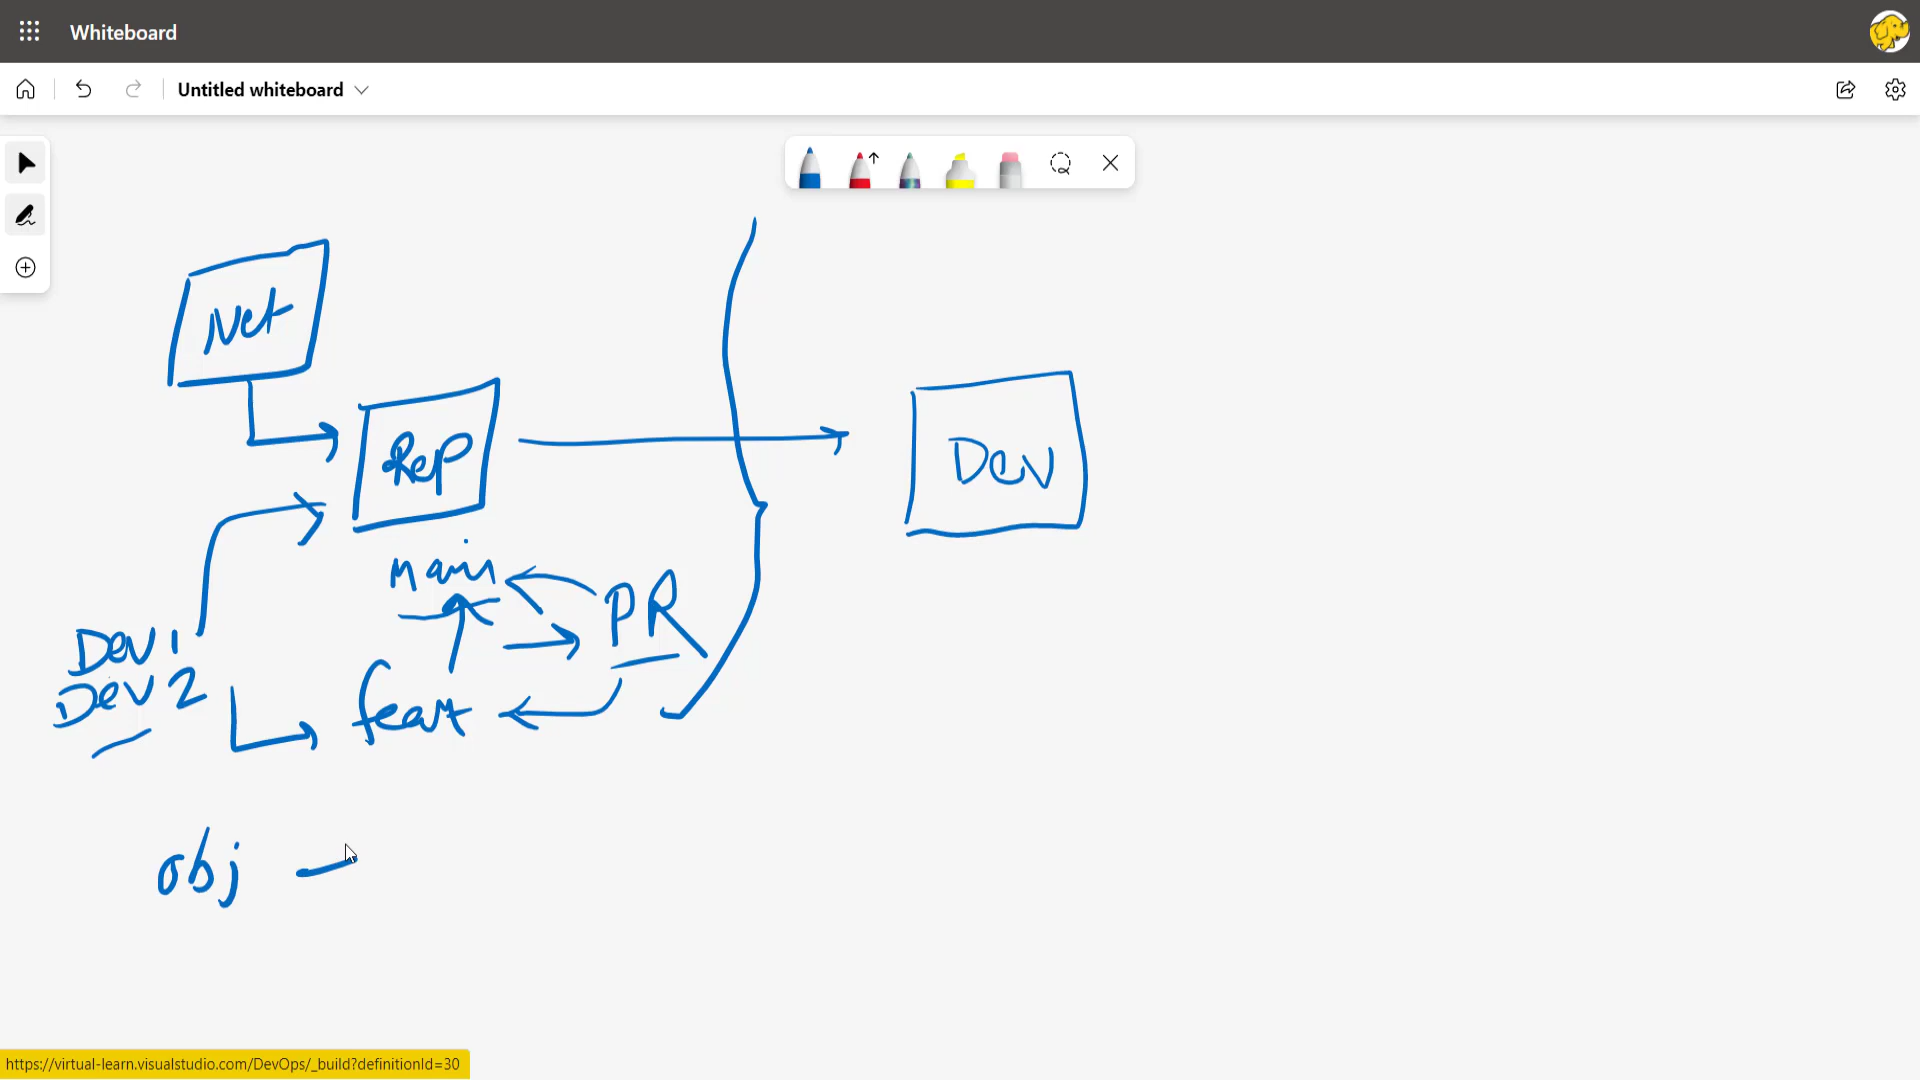 Whiteboard
Untitled whiteboard
Net
Rep
Dev
main
PR
Dev 1
Dev 2
feat
obj
https://virtual-learn.visualstudio.com/DevOps/_build?definitionId=30